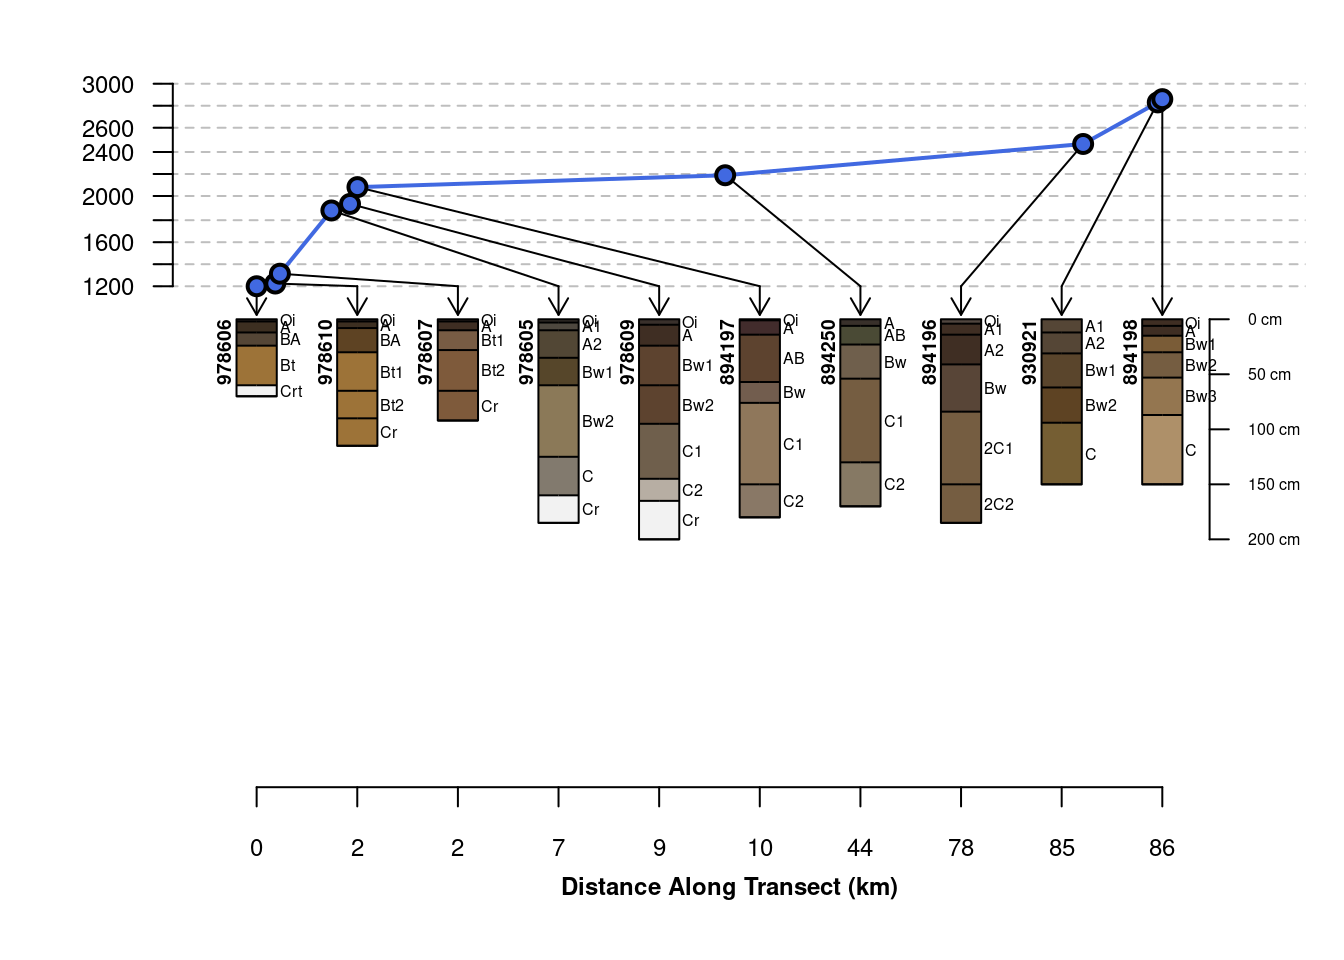 3000
2600
2400
2000
1600
1200
978606
Oi
A
BA
Bt
Crt
978610
Oi
A
BA
Bt1
Bt2
Cr
978607
Oi
A
Bt1
Bt2
Cr
978605
Oi
A1
A2
Bw1
Bw2
C
Cr
978609
Oi
A
Bw1
Bw2
C1
C2
Cr
894197
Oi
A
AB
Bw
C1
C2
894250
A
AB
Bw
C1
C2
894196
Oi
A1
A2
Bw
2C1
2C2
930921
A1
A2
Bw1
Bw2
C
894198
Oi
A
Bw1
Bw2
Bw3
C
0 cm
50 cm
100 cm
150 cm
200 cm
0 2 2 7 9 10 44 78 85 86
Distance Along Transect (km)